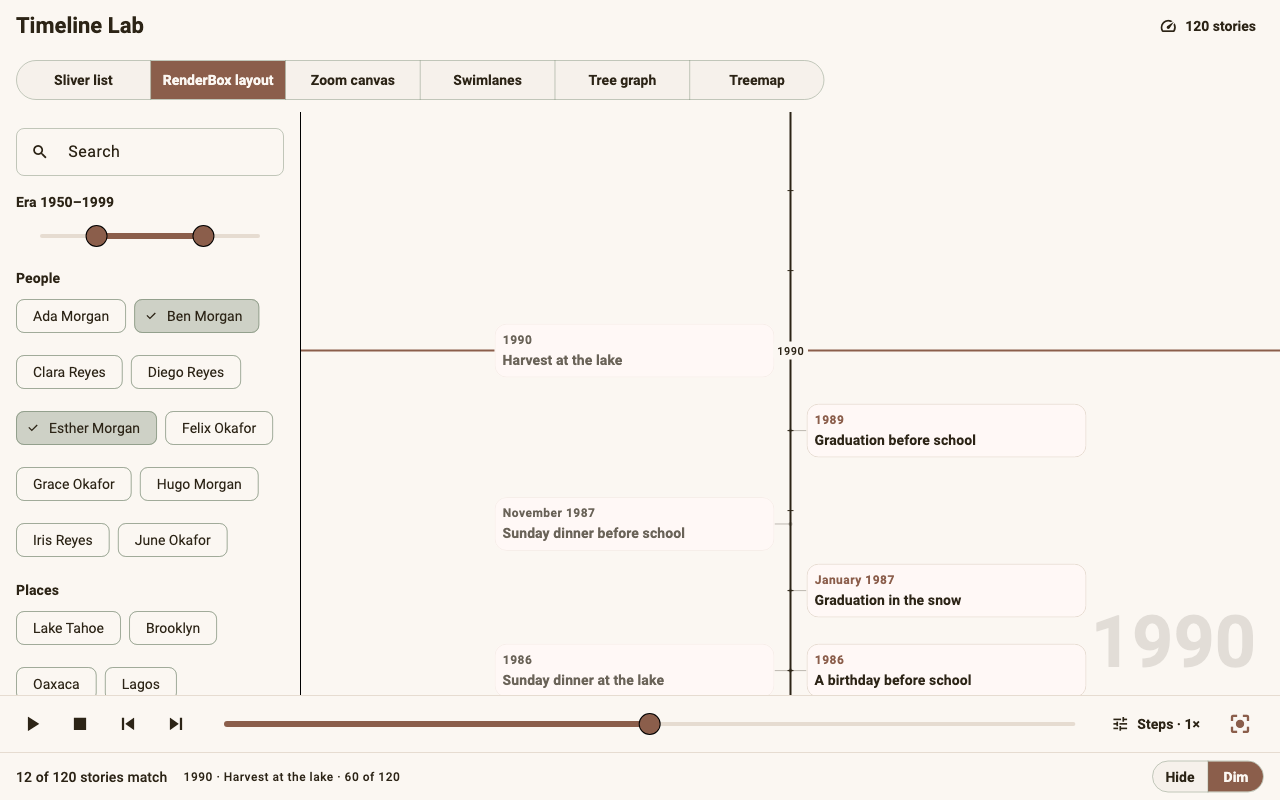 Timeline Lab
120 stories
Sliver list
RenderBox layout
Zoom canvas
Swimlanes
Tree graph
Treemap
Search
Era 1950–1999
People
Ada Morgan
Ben Morgan
Clara Reyes
Diego Reyes
Esther Morgan
Felix Okafor
Grace Okafor
Hugo Morgan
Iris Reyes
June Okafor
Places
Lake Tahoe
Brooklyn
Oaxaca
Lagos
1990
Harvest at the lake
1990
1989
Graduation before school
November 1987
Sunday dinner before school
January 1987
Graduation in the snow
1986
Sunday dinner at the lake
1986
A birthday before school
1990
Steps · 1×
12 of 120 stories match
1990 · Harvest at the lake · 60 of 120
Hide
Dim